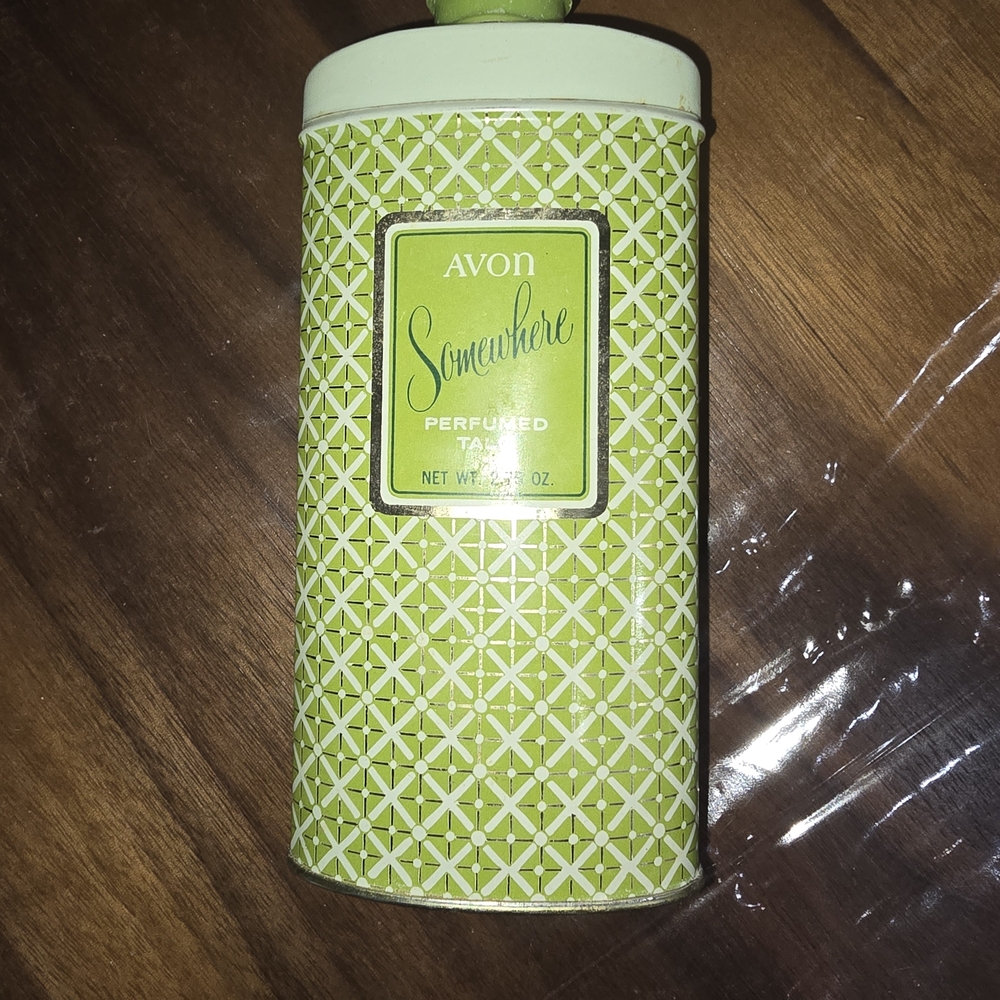 AVON
Somewhere
PERFUMED
NET WT. OZ.